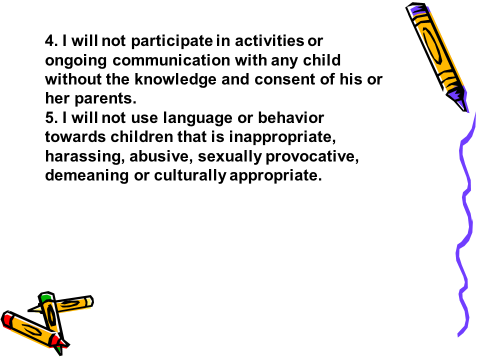 4. I will not participate in activities or
ongoing communication with any child
without the knowledge and consent of his or
her parents.
5. I will not use language or behavior
towards children that is inappropriate,
harassing, abusive, sexually provocative,
demeaning or culturally appropriate.